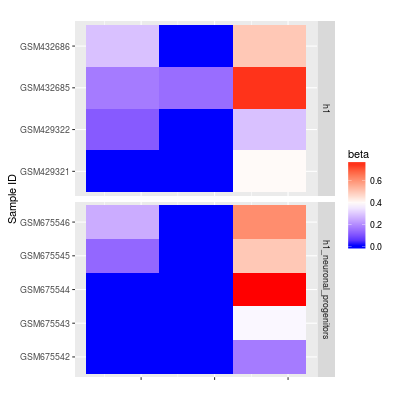 GSM432686
GSM432685
GSM429322
GSM429321
h1
GSM675546
GSM675545
GSM675544
GSM675543
GSM675542
h1_neuronal_progenitors
Sample ID
beta
0.6
0.4
0.2
0.0